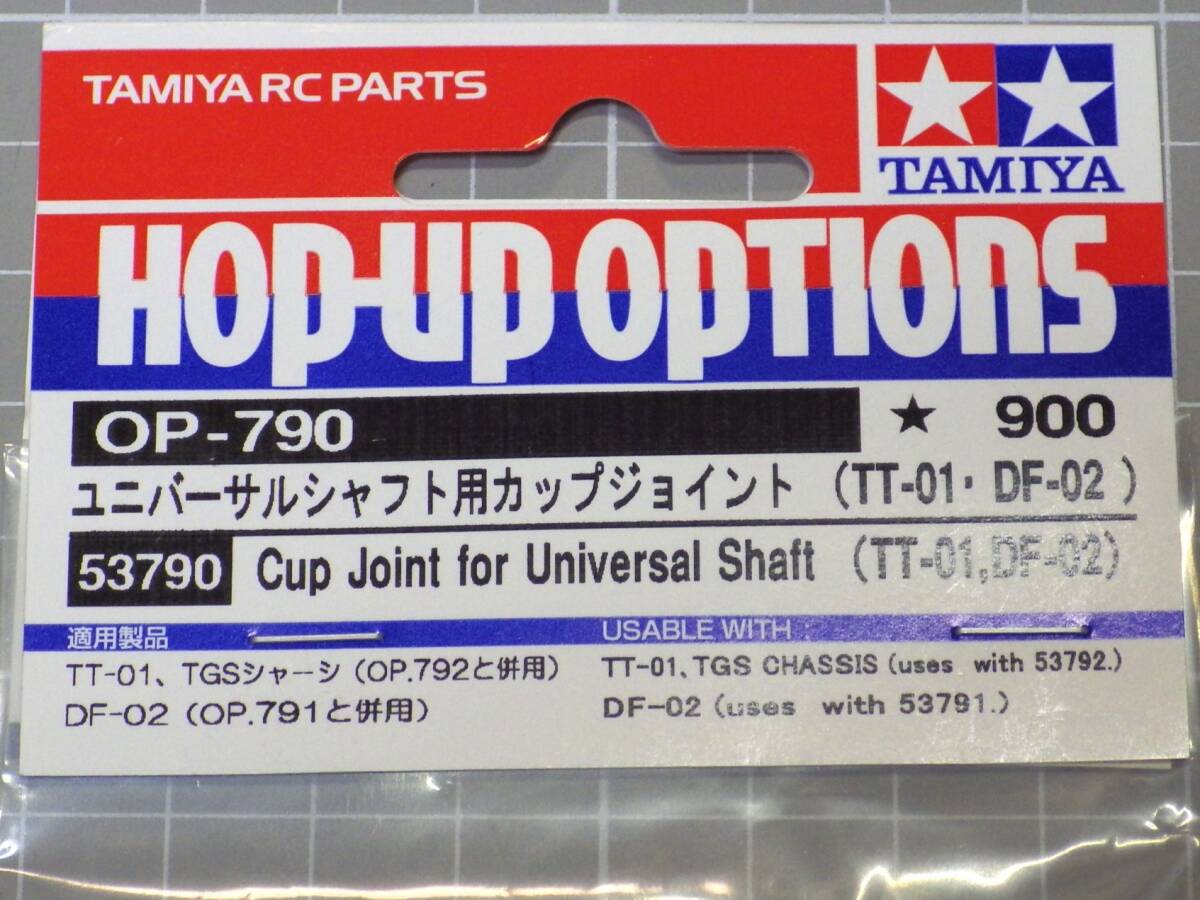 TAMIYA RC PARTS
TAMIYA
HOP-UP OPTIONS
OP-790 ★ 900
ユニバーサルシャフト用カップジョイント (TT-01・DF-02)
53790 Cup Joint for Universal Shaft (TT-01,DF-02)
適用製品
TT-01、TGSシャーシ (OP.792と併用)
DF-02 (OP.791と併用)
USABLE WITH
TT-01, TGS CHASSIS (uses with 53792.)
DF-02 (uses with 53791.)